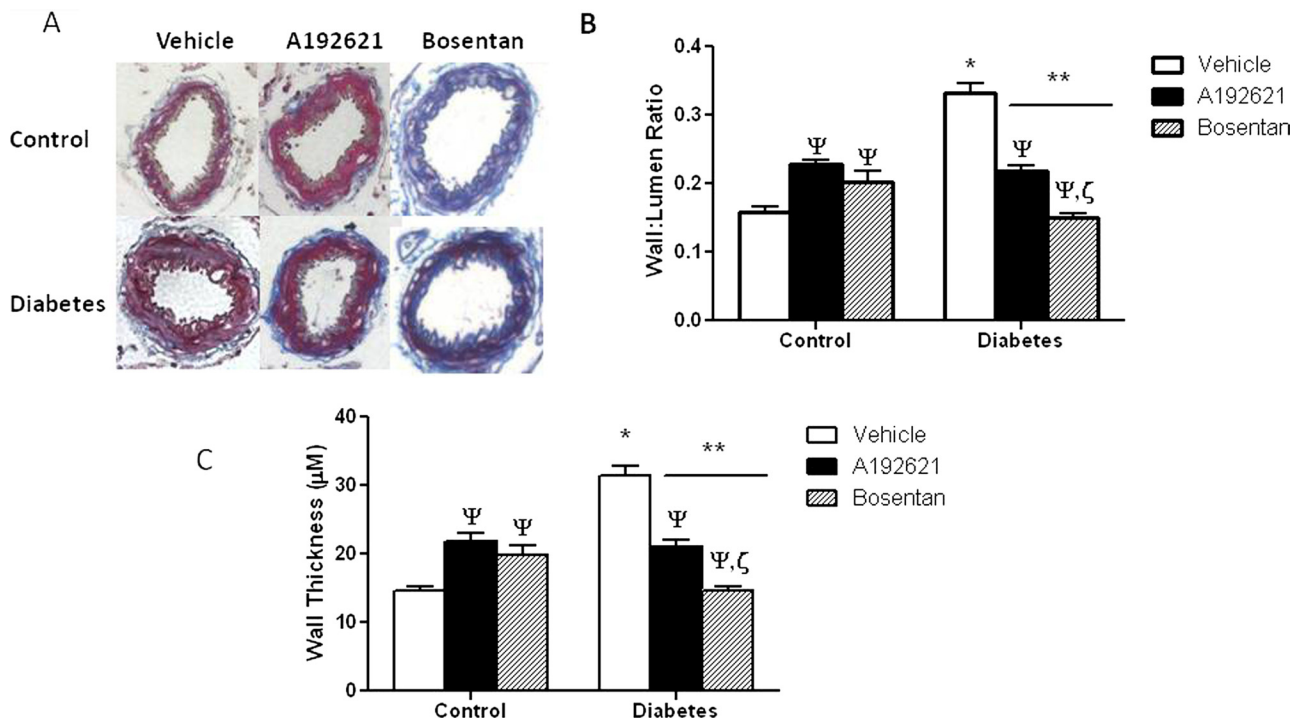 A
Vehicle A192621 Bosentan
Control
Diabetes
B
Wall:Lumen Ratio
0.4
0.3
0.2
0.1
0.0
Ψ
Ψ
*
**
Ψ
Ψ,ζ
Control Diabetes
Vehicle
A192621
Bosentan
C
Wall Thickness (μM)
40
30
20
10
0
Ψ
Ψ
*
**
Ψ
Ψ,ζ
Control Diabetes
Vehicle
A192621
Bosentan